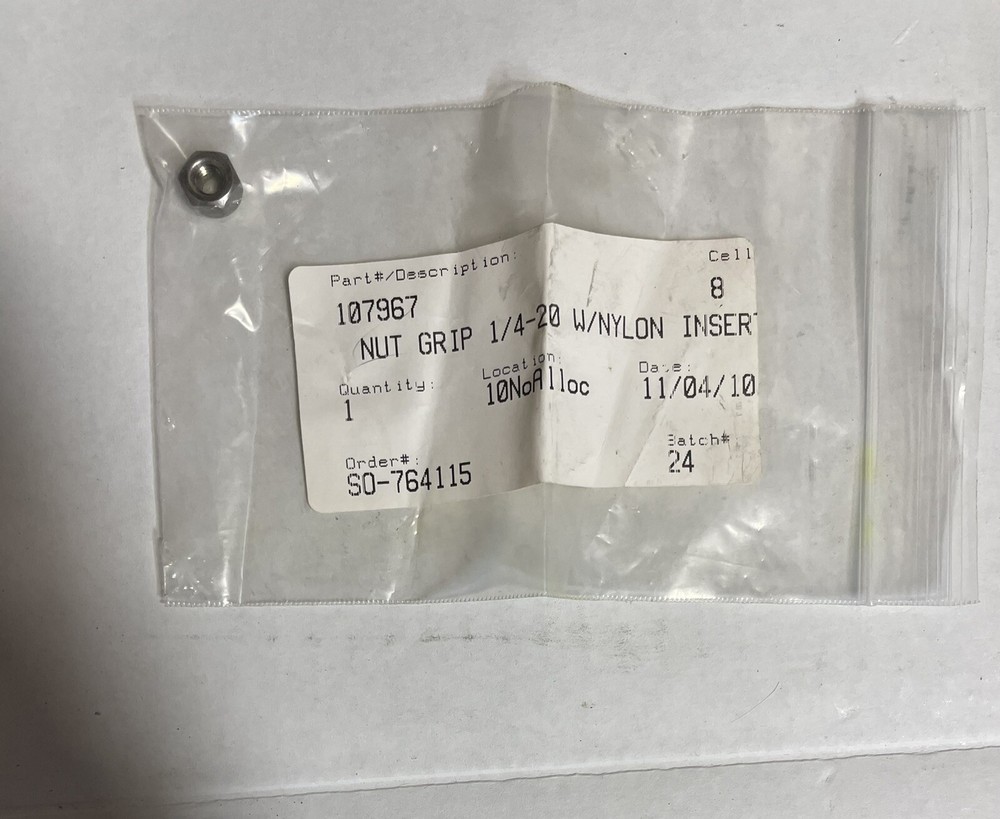 Part#/Description: Cell
107967 8
NUT GRIP 1/4-20 W/NYLON INSERT
Quantity: Location: Date:
1 10NoAlloc 11/04/10
Order#: Batch#
SO-764115 24